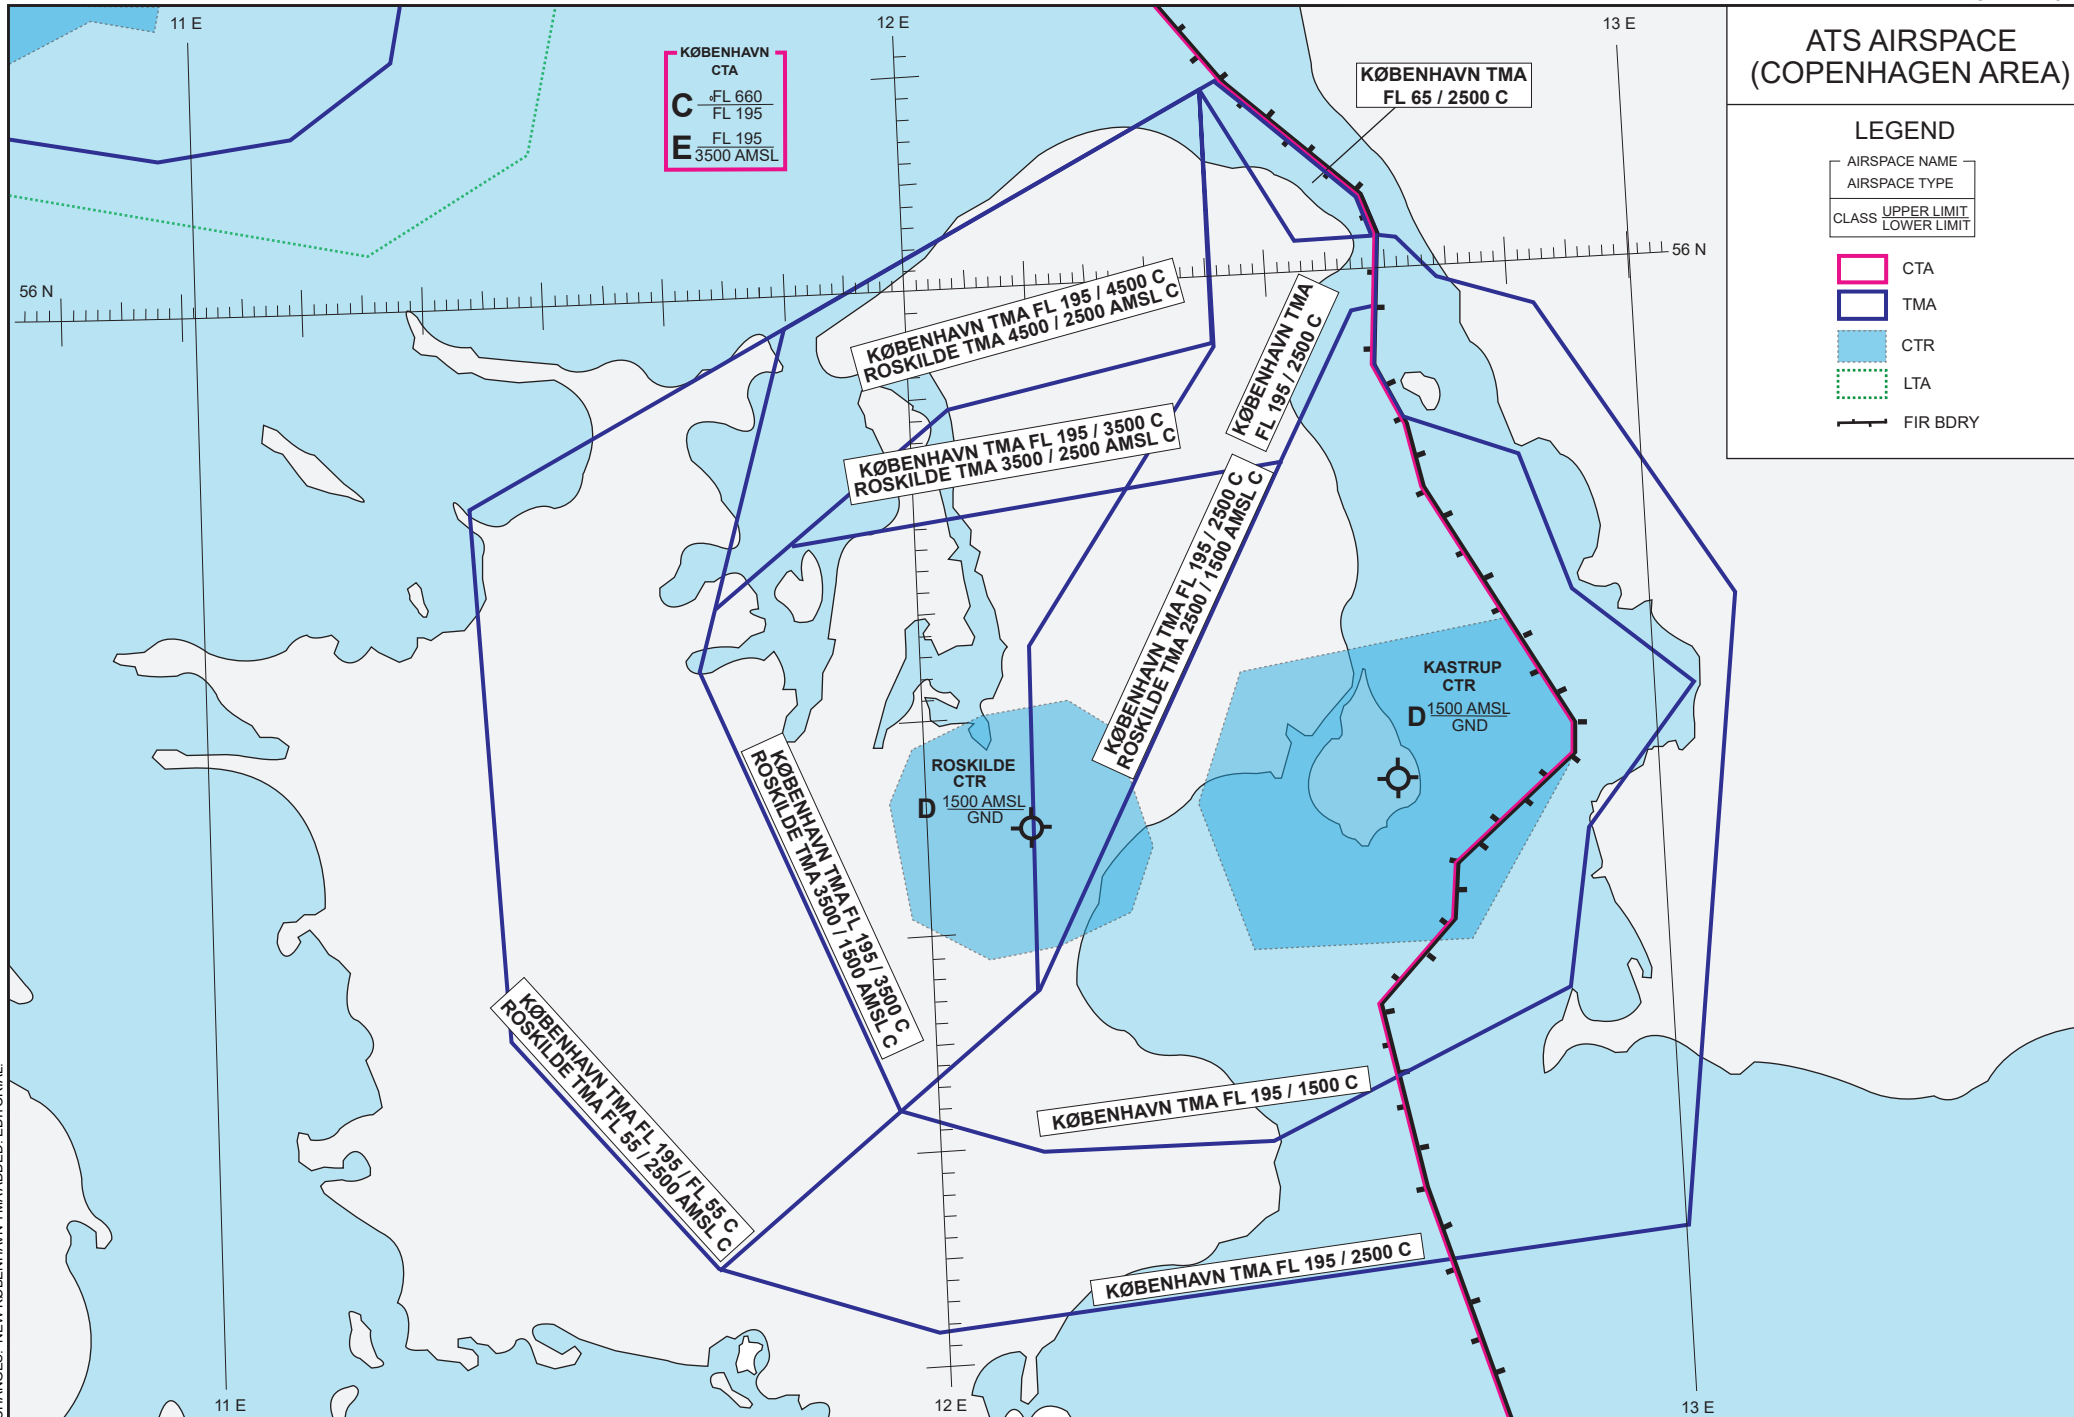 11 E
12 E
13 E
KØBENHAVN
CTA
C FL 660
FL 195
E FL 195
3500 AMSL
KØBENHAVN TMA
FL 65 / 2500 C
ATS AIRSPACE
(COPENHAGEN AREA)
LEGEND
AIRSPACE NAME
AIRSPACE TYPE
CLASS UPPER LIMIT
LOWER LIMIT
CTA
TMA
CTR
LTA
FIR BDRY
56 N
56 N
KØBENHAVN TMA FL 195 / 4500 C
ROSKILDE TMA 4500 / 2500 AMSL C
KØBENHAVN TMA
FL 195 / 2500 C
KØBENHAVN TMA FL 195 / 3500 C
ROSKILDE TMA 3500 / 2500 AMSL C
KØBENHAVN TMA FL 195 / 2500 C
ROSKILDE TMA 2500 / 1500 AMSL C
KASTRUP
CTR
D 1500 AMSL
GND
ROSKILDE
CTR
D 1500 AMSL
GND
KØBENHAVN TMA FL 195 / 3500 C
ROSKILDE TMA 3500 / 1500 AMSL C
KØBENHAVN TMA FL 195 / FL 55 C
ROSKILDE TMA FL 55 / 2500 AMSL C
KØBENHAVN TMA FL 195 / 1500 C
KØBENHAVN TMA FL 195 / 2500 C
11 E
12 E
13 E